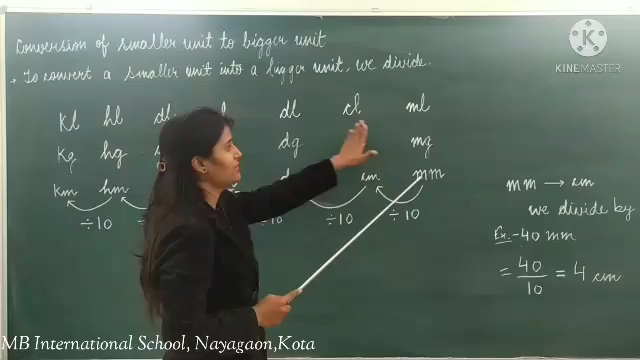 Conversion of smaller unit to bigger unit
→ To convert a smaller unit into a bigger unit, we divide.
kl hl dl cl ml
kg hg dg mg
km hm cm mm
÷10 ÷10 ÷10
mm → cm
we divide by
Ex.- 40 mm
= 40/10 = 4 cm
KINEMASTER
MB International School, Nayagaon,Kota